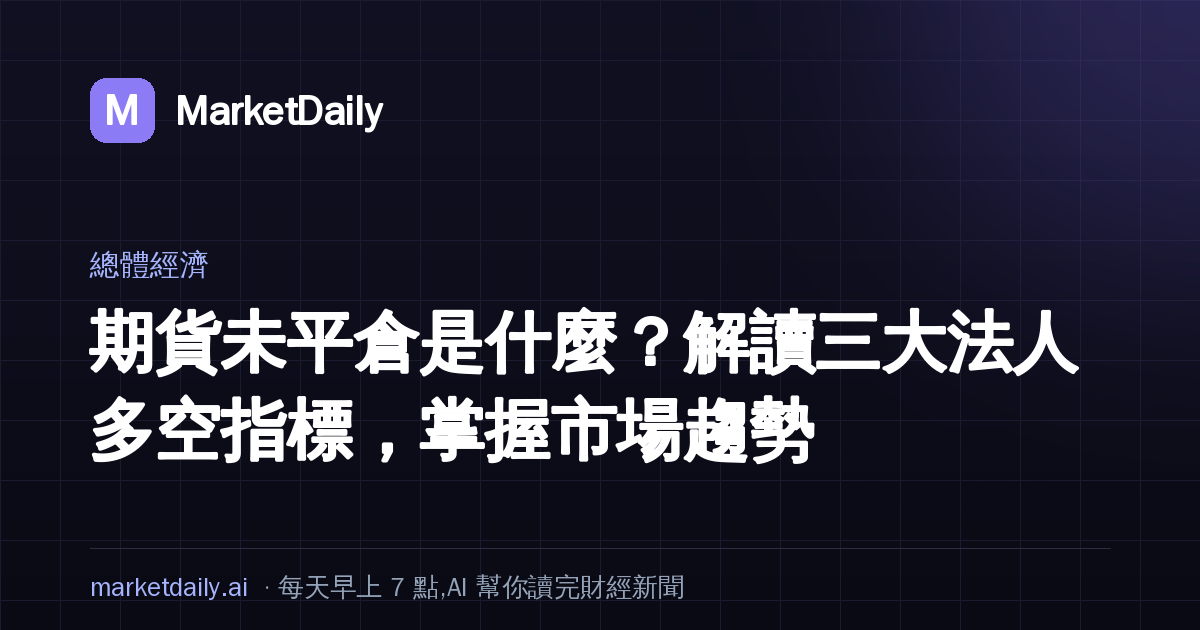 M MarketDaily
總體經濟
期貨未平倉是什麼？解讀三大法人
多空指標，掌握市場趨勢
marketdaily.ai · 每天早上 7 點,AI 幫你讀完財經新聞